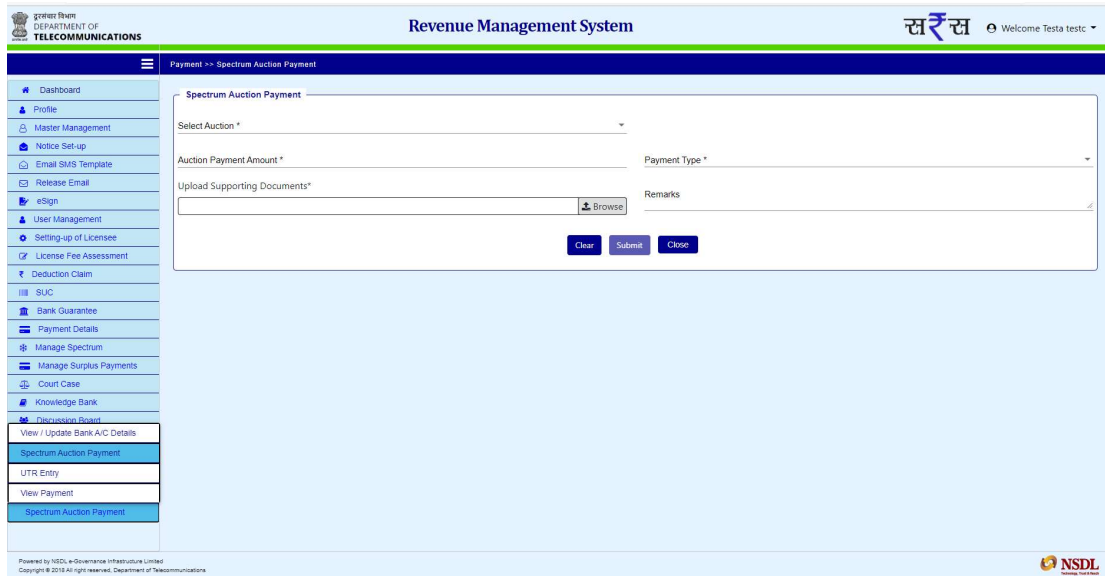 दूरसंचार विभाग
DEPARTMENT OF
TELECOMMUNICATIONS
Revenue Management System
स₹स
Welcome Testa testc
Payment >> Spectrum Auction Payment
Dashboard
Profile
Master Management
Notice Set-up
Email SMS Template
Release Email
eSign
User Management
Setting-up of Licensee
License Fee Assessment
Deduction Claim
SUC
Bank Guarantee
Payment Details
Manage Spectrum
Manage Surplus Payments
Court Case
Knowledge Bank
Discussion Board
View / Update Bank A/C Details
Spectrum Auction Payment
UTR Entry
View Payment
Spectrum Auction Payment
Spectrum Auction Payment
Select Auction *
Auction Payment Amount *
Payment Type *
Upload Supporting Documents*
Browse
Remarks
Clear
Submit
Close
Powered by NSDL e-Governance Infrastructure Limited
Copyright © 2018 All right reserved, Department of Telecommunications
NSDL
Technology, Trust & Reach